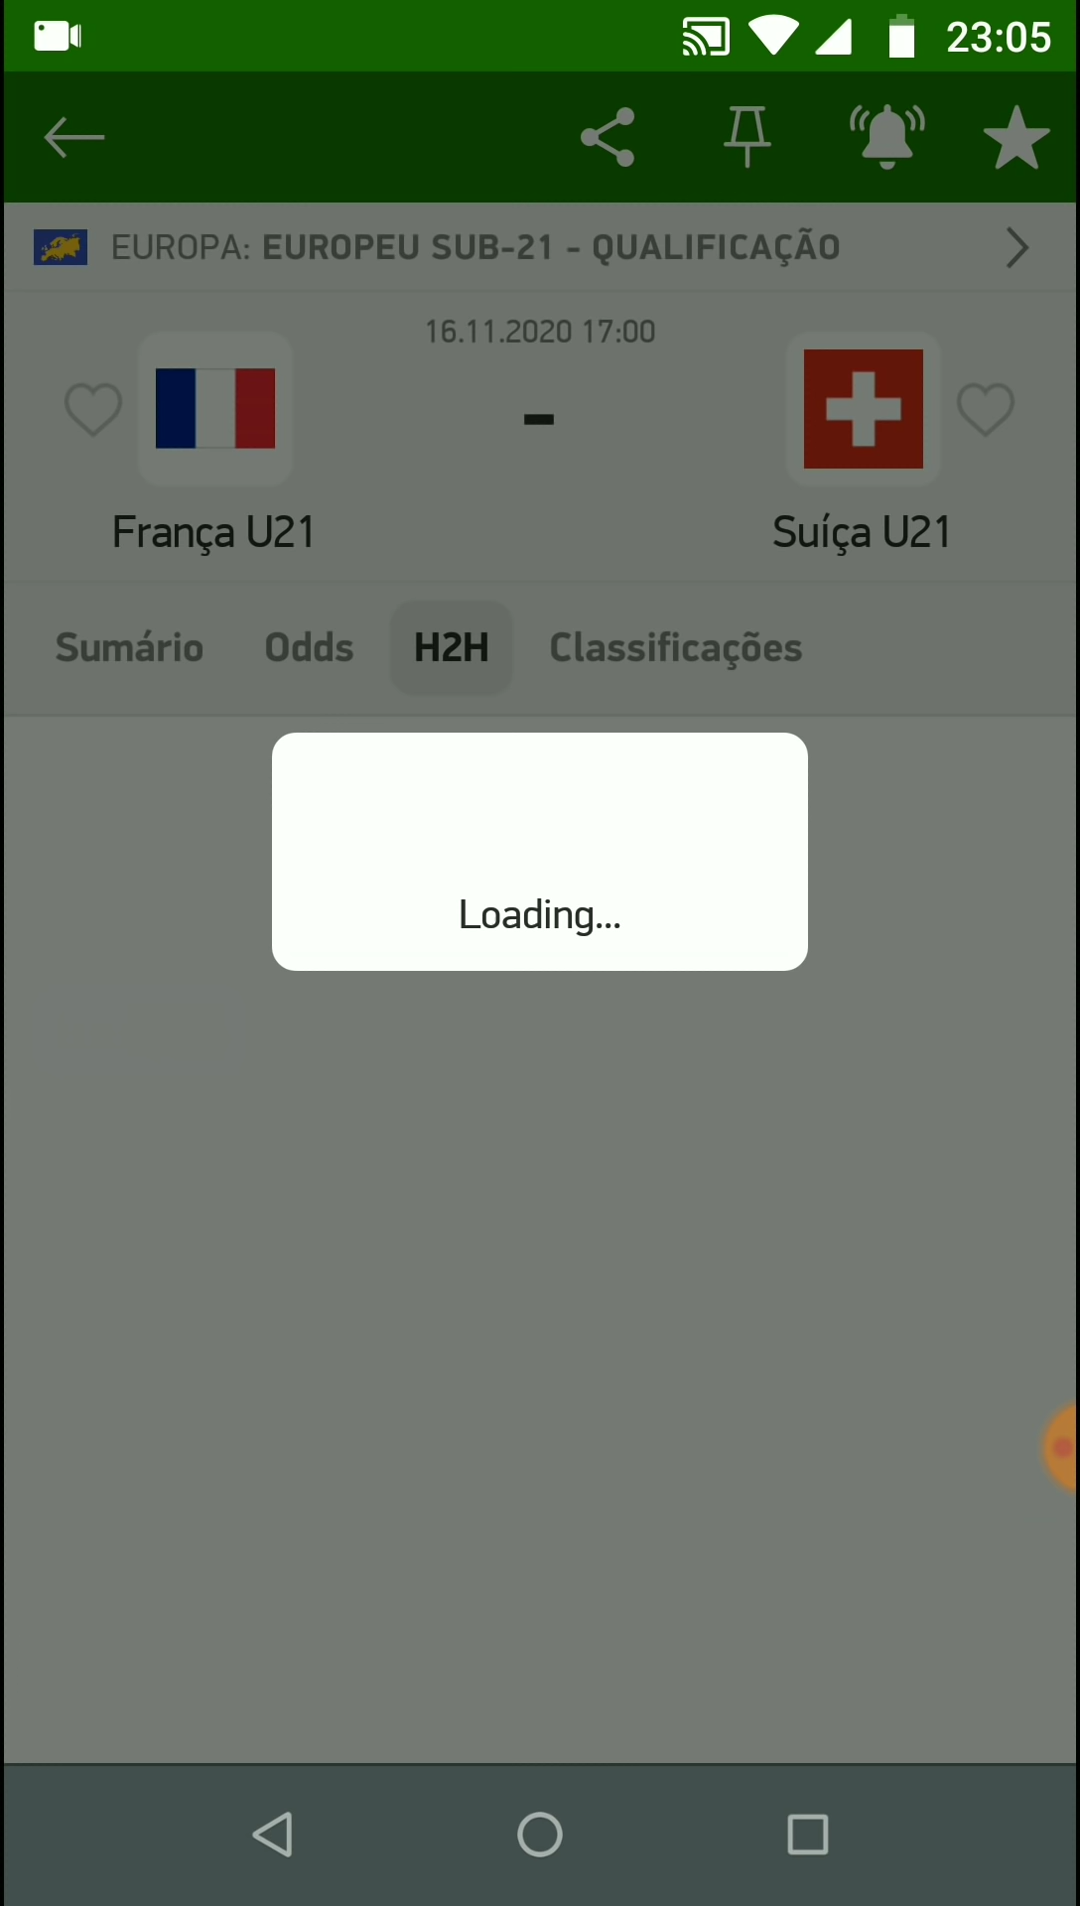 23:05
EUROPA: EUROPEU SUB-21 - QUALIFICAÇÃO
16.11.2020 17:00
-
França U21
Suíça U21
Sumário Odds H2H Classificações
Loading...